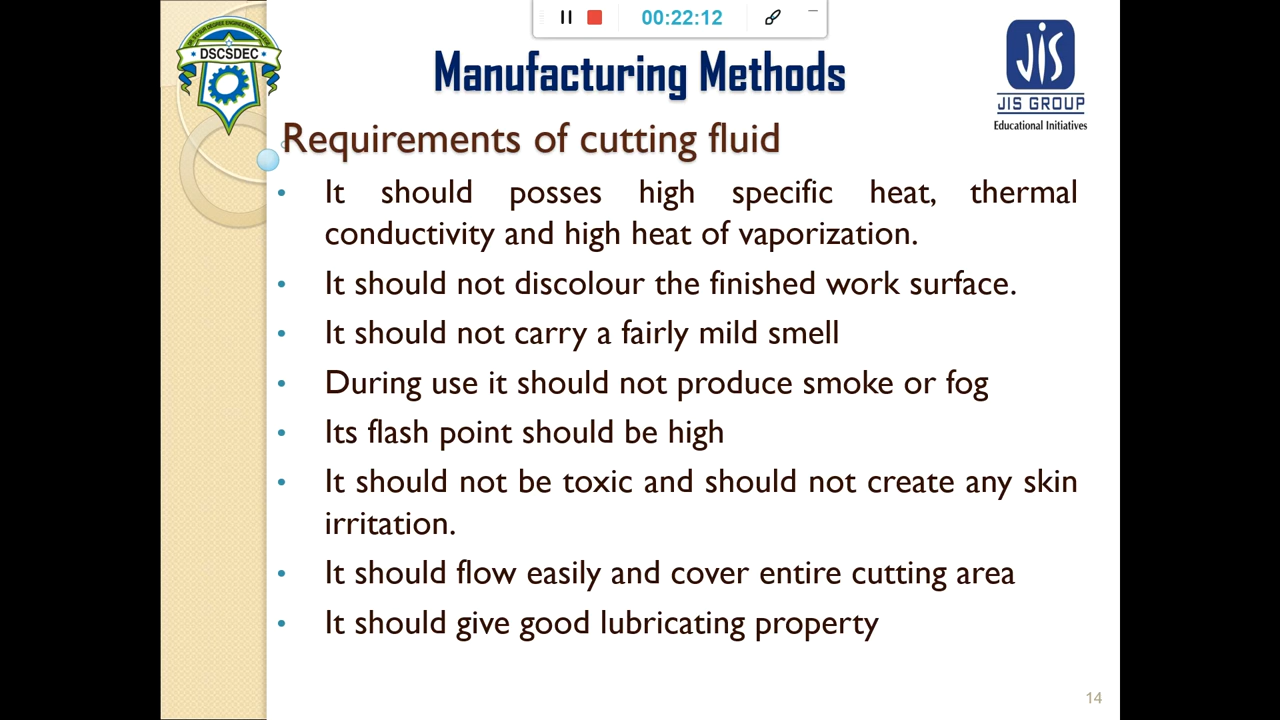 00:22:12
DSCSDEC
JiS
JIS GROUP
Educational Initiatives
Manufacturing Methods
Requirements of cutting fluid
• It should posses high specific heat, thermal
conductivity and high heat of vaporization.
• It should not discolour the finished work surface.
• It should not carry a fairly mild smell
• During use it should not produce smoke or fog
• Its flash point should be high
• It should not be toxic and should not create any skin
irritation.
• It should flow easily and cover entire cutting area
• It should give good lubricating property
14